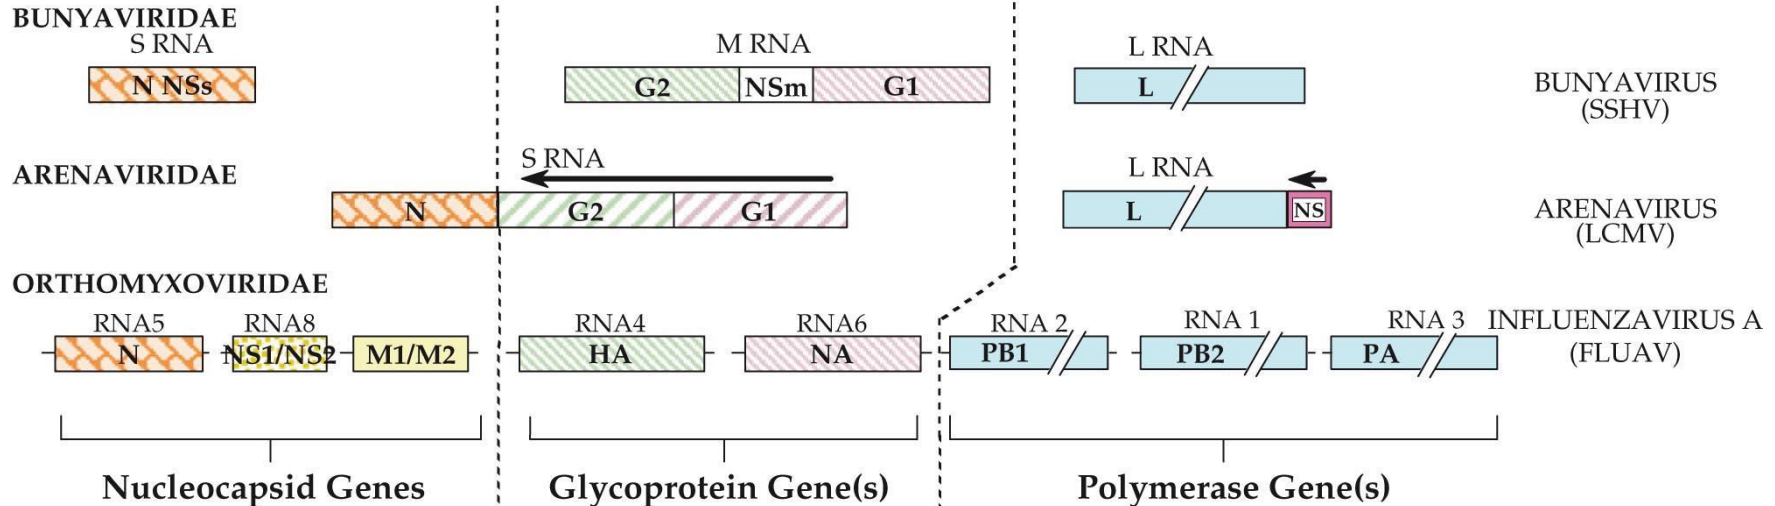 BUNYAVIRIDAE
S RNA
M RNA
L RNA
N NSs
G2
NSm
G1
L
BUNYAVIRUS
(SSHV)
ARENAVIRIDAE
S RNA
L RNA
N
G2
G1
L
NS
ARENAVIRUS
(LCMV)
ORTHOMYXOVIRIDAE
RNA5
RNA8
RNA4
RNA6
RNA 2
RNA 1
RNA 3
INFLUENZAVIRUS A
(FLUAV)
N
NS1/NS2
M1/M2
HA
NA
PB1
PB2
PA
Nucleocapsid Genes
Glycoprotein Gene(s)
Polymerase Gene(s)